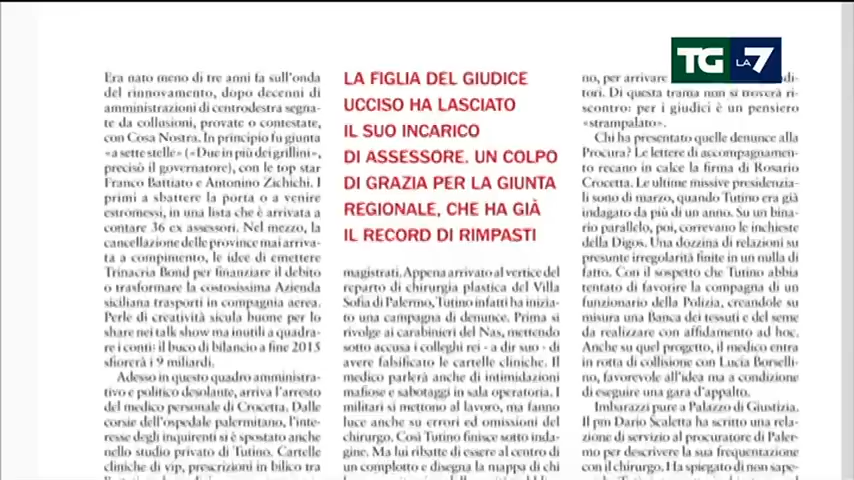 TG LA 7
Era nato meno di tre anni fa sull'onda
del rinnovamento, dopo decenni di
amministrazioni di centrodestra segna-
te da collusioni, provate o contestate,
con Cosa Nostra. In principio fu giunta
«a sette stelle» («Due in più dei grillini»,
precisò il governatore), con le top star
Franco Battiato e Antonino Zichichi. I
primi a sbattere la porta o a venire
estromessi, in una lista che è arrivata a
contare 36 ex assessori. Nel mezzo, la
cancellazione delle province mai arriva-
ta a compimento, le idee di emettere
Trinacria Bond per finanziare il debito
o trasformare la costosissima Azienda
siciliana trasporti in compagnia aerea.
Perle di creatività sicula buone per lo
share nei talk show ma inutili a quadra-
re i conti: il buco di bilancio a fine 2015
sfiorerà i 9 miliardi.
Adesso in questo quadro amministra-
tivo e politico desolante, arriva l'arresto
del medico personale di Crocetta. Dalle
corsie dell'ospedale palermitano, l'inte-
resse degli inquirenti si è spostato anche
nello studio privato di Tutino. Cartelle
cliniche di vip, prescrizioni in bilico tra
LA FIGLIA DEL GIUDICE
UCCISO HA LASCIATO
IL SUO INCARICO
DI ASSESSORE. UN COLPO
DI GRAZIA PER LA GIUNTA
REGIONALE, CHE HA GIÀ
IL RECORD DI RIMPASTI
magistrati. Appena arrivato al vertice del
reparto di chirurgia plastica del Villa
Sofia di Palermo, Tutino infatti ha inizia-
to una campagna di denunce. Prima si
rivolge ai carabinieri del Nas, mettendo
sotto accusa i colleghi rei - a dir suo - di
avere falsificato le cartelle cliniche. Il
medico parlerà anche di intimidazioni
mafiose e sabotaggi in sala operatoria. I
militari si mettono al lavoro, ma fanno
luce anche su errori ed omissioni del
chirurgo. Così Tutino finisce sotto inda-
gine. Ma lui ribatte di essere al centro di
un complotto e disegna la mappa di chi
no, per arrivare
tori. Di questa trama non si troverà ri-
scontro: per i giudici è un pensiero
«strampalato».
Chi ha presentato quelle denunce alla
Procura? Le lettere di accompagnamen-
to recano in calce la firma di Rosario
Crocetta. Le ultime missive presidenzia-
li sono di marzo, quando Tutino era già
indagato da più di un anno. Su un bina-
rio parallelo, poi, correvano le inchieste
della Digos. Una dozzina di relazioni su
presunte irregolarità finite in un nulla di
fatto. Con il sospetto che Tutino abbia
tentato di favorire la compagna di un
funzionario della Polizia, creandole su
misura una Banca dei tessuti e del seme
da realizzare con affidamento ad hoc.
Anche su quel progetto, il medico entra
in rotta di collisione con Lucia Borselli-
no, favorevole all'idea ma a condizione
di eseguire una gara d'appalto.
Imbarazzi pure a Palazzo di Giustizia.
Il pm Dario Scaletta ha scritto una rela-
zione di servizio al procuratore di Paler-
mo per descrivere la sua frequentazione
con il chirurgo. Ha spiegato di non sape-